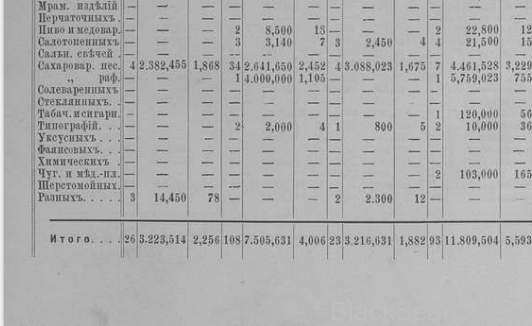 Мрам. издѣлій — — — — — — — — — — — —
Перчаточныхъ . — — — — — — — — — — — —
Пиво и медовар. — — — 2 8,500 13 — — — 2 22,800 12
Салотоненныхъ — — — 3 3,140 7 3 2,450 4 4 21,500 15
Сальн. свѣчей . — — — — — — — — — — — —
Сахаровар. пес. 4 2.382,455 1,868 34 2.641,650 2,452 4 3.088,023 1,675 7 4.461,528 3,229
„ раф. — — — 1 4.000,000 1,105 — — — 1 5,759,023 755
Солеваренныхъ — — — — — — — — — — — —
Стеклянныхъ. . — — — — — — — — — — — —
Табач. и сигарн. — — — — — — — — — 1 120,000 56
Типографій. . . — — — 2 2,000 4 1 800 5 2 10,000 36
Уксусныхъ . . . — — — — — — — — — — — —
Фаянсовыхъ. . — — — — — — — — — — — —
Химическихъ . — — — — — — — — — — — —
Чуг. и мѣд.-пл. — — — — — — — — — 2 103,000 165
Шерстомойных. — — — — — — — — — — — —
Разныхъ. . . . . 3 14,450 78 — — — 2 2.300 12 — — —
Итого. . . . 26 3.223,514 2,256 108 7.505,631 4,006 23 3.216,631 1,882 93 11.809,504 5,593